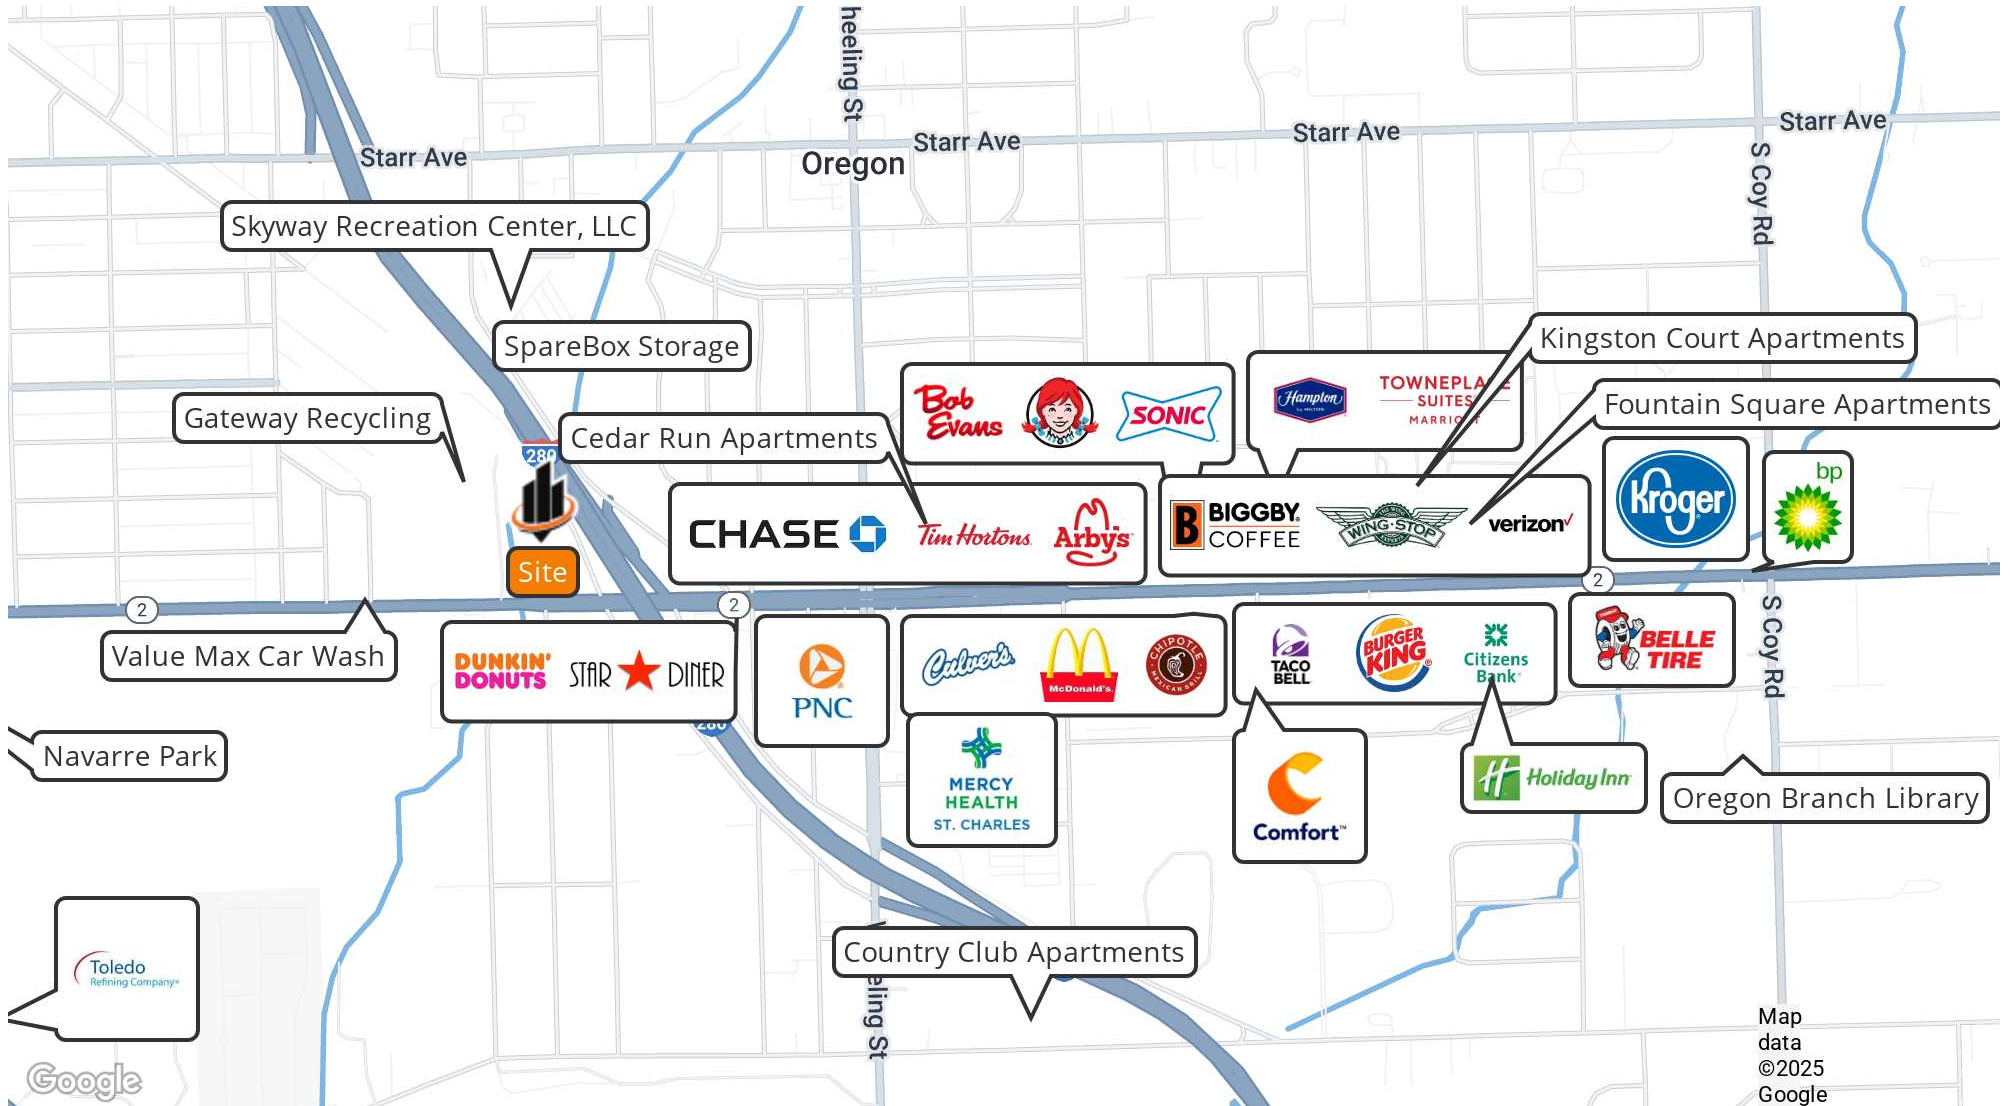 heeling St
Starr Ave
Starr Ave
Starr Ave
Starr Ave
Oregon
S Coy Rd
Skyway Recreation Center, LLC
SpareBox Storage
Kingston Court Apartments
Gateway Recycling
Fountain Square Apartments
Cedar Run Apartments
Bob
Evans
SONIC
Hampton
by HILTON
TOWNEPLACE
SUITES
MARRIOTT
280
CHASE
Tim Hortons
Arby's
BIGGBY
COFFEE
WING·STOP
verizon
Kroger
bp
Site
2
2
2
Value Max Car Wash
DUNKIN'
DONUTS
STAR DINER
PNC
Culver's
McDonald's
CHIPOTLE
MEXICAN GRILL
TACO
BELL
BURGER
KING
Citizens
Bank
BELLE
TIRE
S Coy Rd
280
Navarre Park
MERCY
HEALTH
ST. CHARLES
Comfort™
Holiday Inn
Oregon Branch Library
Toledo
Refining Company
Country Club Apartments
eling St
Google
Map
data
©2025
Google